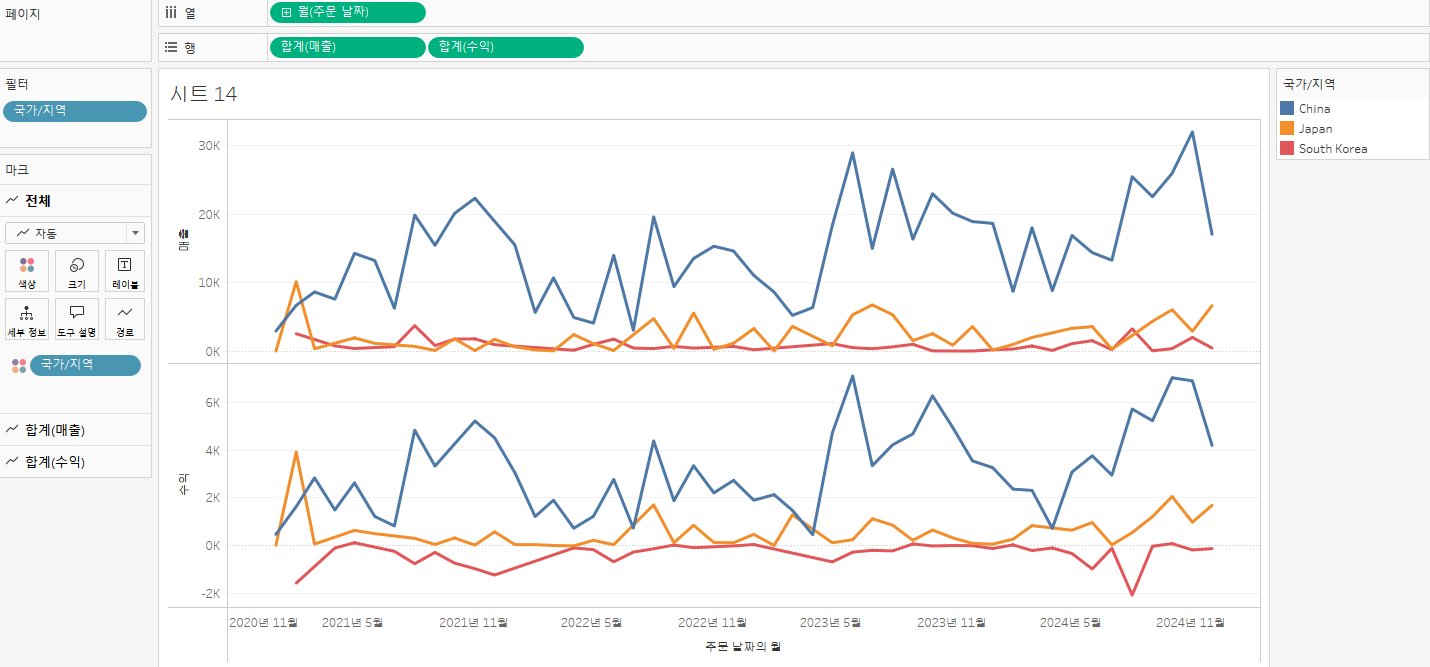 페이지
열
월(주문 날짜)
행
합계(매출) 합계(수익)
필터
국가/지역
마크
전체
자동
색상 크기 레이블
세부 정보 도구 설명 경로
국가/지역
합계(매출)
합계(수익)
시트 14
매출
30K
20K
10K
0K
수익
6K
4K
2K
0K
-2K
2020년 11월 2021년 5월 2021년 11월 2022년 5월 2022년 11월 2023년 5월 2023년 11월 2024년 5월 2024년 11월
주문 날짜의 월
국가/지역
China
Japan
South Korea